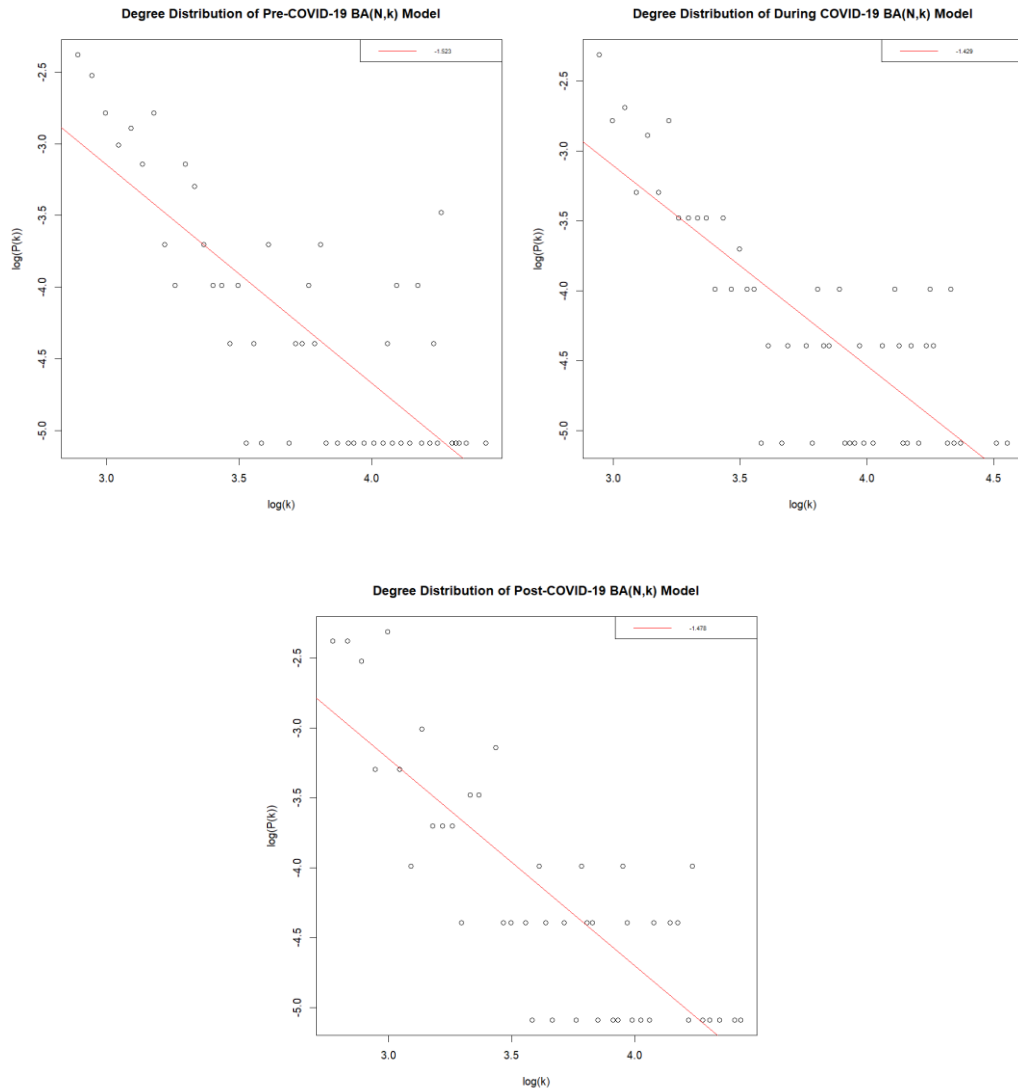 Degree Distribution of Pre-COVID-19 BA(N,k) Model
-1.523
log(P(k))
-2.5
-3.0
-3.5
-4.0
-4.5
-5.0
3.0 3.5 4.0
log(k)
Degree Distribution of During COVID-19 BA(N,k) Model
-1.429
log(P(k))
-2.5
-3.0
-3.5
-4.0
-4.5
-5.0
3.0 3.5 4.0 4.5
log(k)
Degree Distribution of Post-COVID-19 BA(N,k) Model
-1.478
log(P(k))
-2.5
-3.0
-3.5
-4.0
-4.5
-5.0
3.0 3.5 4.0
log(k)